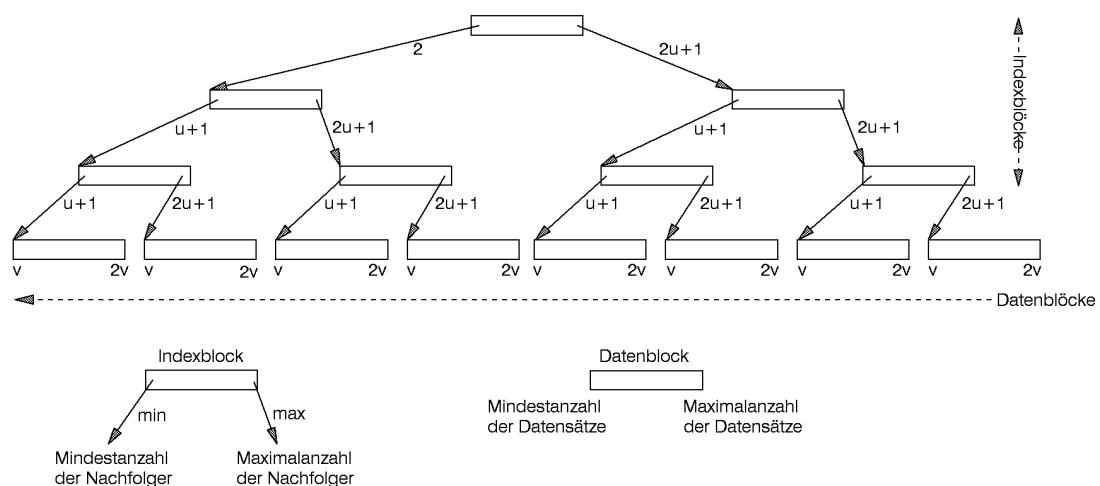 2 2u+1
Indexblöcke
u+1 2u+1 u+1 2u+1
u+1 2u+1 u+1 2u+1 u+1 2u+1 u+1 2u+1
v 2v v 2v v 2v v 2v v 2v v 2v v 2v v 2v
Datenblöcke
Indexblock
min max
Mindestanzahl
der Nachfolger
Maximalanzahl
der Nachfolger
Datenblock
Mindestanzahl
der Datensätze
Maximalanzahl
der Datensätze